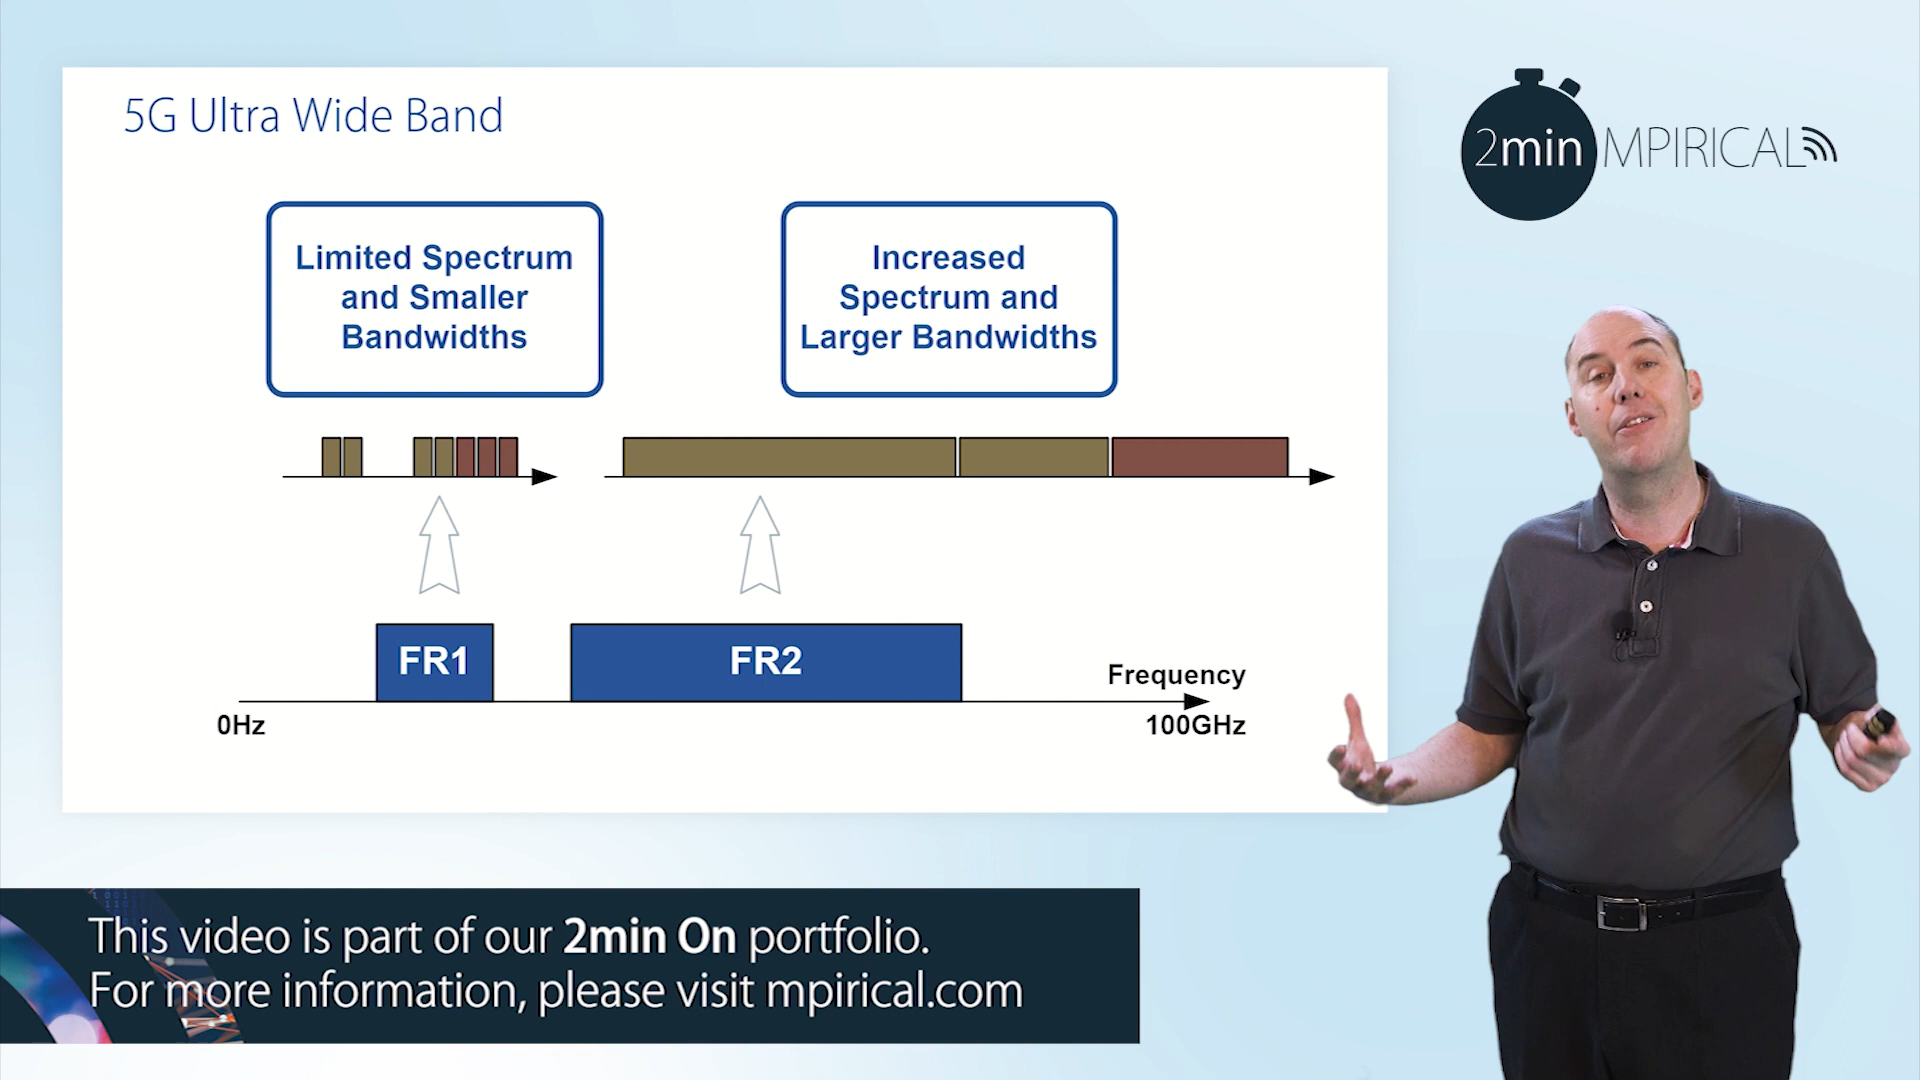 5G Ultra Wide Band
2min MPIRICAL
Limited Spectrum
and Smaller
Bandwidths
Increased
Spectrum and
Larger Bandwidths
FR1
FR2
Frequency
0Hz
100GHz
This video is part of our 2min On portfolio.
For more information, please visit mpirical.com